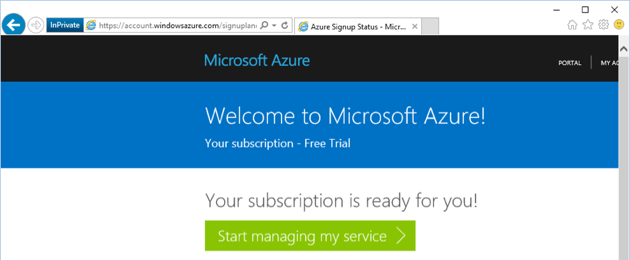 InPrivate
https://account.windowsazure.com/signuplan
Azure Signup Status - Micr...
Microsoft Azure
PORTAL
MY AC
Welcome to Microsoft Azure!
Your subscription - Free Trial
Your subscription is ready for you!
Start managing my service